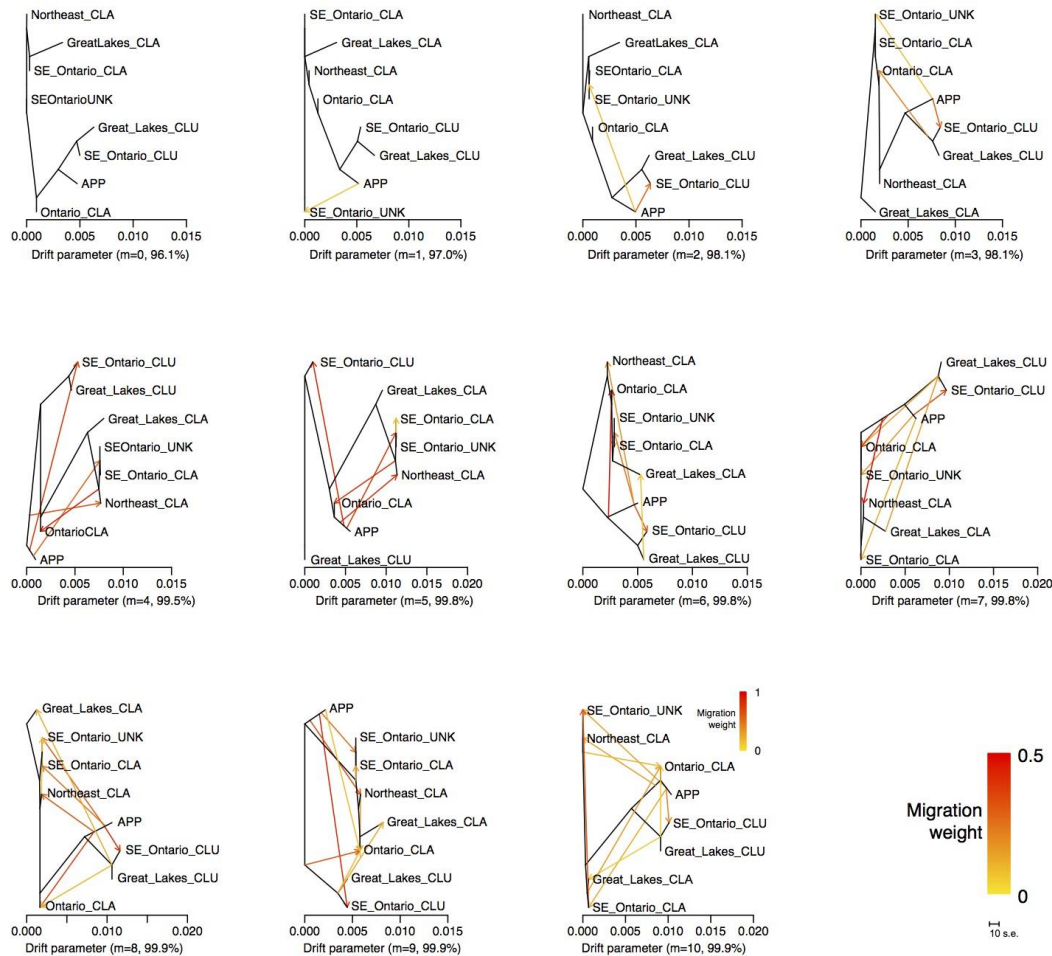 Northeast_CLA
GreatLakes_CLA
SE_Ontario_CLA
SEOntarioUNK
Great_Lakes_CLU
SE_Ontario_CLU
APP
Ontario_CLA
0.000 0.005 0.010 0.015
Drift parameter (m=0, 96.1%)
SE_Ontario_CLA
Great_Lakes_CLA
Northeast_CLA
Ontario_CLA
SE_Ontario_CLU
Great_Lakes_CLU
APP
SE_Ontario_UNK
0.000 0.005 0.010 0.015
Drift parameter (m=1, 97.0%)
Northeast_CLA
GreatLakes_CLA
SEOntario_CLA
SE_Ontario_UNK
Ontario_CLA
Great_Lakes_CLU
SE_Ontario_CLU
APP
0.000 0.005 0.010 0.015
Drift parameter (m=2, 98.1%)
SE_Ontario_UNK
SE_Ontario_CLA
Ontario_CLA
APP
SE_Ontario_CLU
Great_Lakes_CLU
Northeast_CLA
Great_Lakes_CLA
0.000 0.005 0.010 0.015
Drift parameter (m=3, 98.1%)
SE_Ontario_CLU
Great_Lakes_CLU
Great_Lakes_CLA
SEOntario_UNK
SE_Ontario_CLA
Northeast_CLA
OntarioCLA
APP
0.000 0.005 0.010 0.015
Drift parameter (m=4, 99.5%)
SE_Ontario_CLU
Great_Lakes_CLA
SE_Ontario_CLA
SE_Ontario_UNK
Northeast_CLA
Ontario_CLA
APP
Great_Lakes_CLU
0.000 0.005 0.010 0.015 0.020
Drift parameter (m=5, 99.8%)
Northeast_CLA
Ontario_CLA
SE_Ontario_UNK
SE_Ontario_CLA
Great_Lakes_CLA
APP
SE_Ontario_CLU
Great_Lakes_CLU
0.000 0.005 0.010 0.015
Drift parameter (m=6, 99.8%)
Great_Lakes_CLU
SE_Ontario_CLU
APP
Ontario_CLA
SE_Ontario_UNK
Northeast_CLA
Great_Lakes_CLA
SE_Ontario_CLA
0.000 0.005 0.010 0.015 0.020
Drift parameter (m=7, 99.8%)
Great_Lakes_CLA
SE_Ontario_UNK
SE_Ontario_CLA
Northeast_CLA
APP
SE_Ontario_CLU
Great_Lakes_CLU
Ontario_CLA
0.000 0.005 0.010 0.015 0.020
Drift parameter (m=8, 99.9%)
APP
SE_Ontario_UNK
SE_Ontario_CLA
Northeast_CLA
Great_Lakes_CLA
Ontario_CLA
Great_Lakes_CLU
SE_Ontario_CLU
0.000 0.005 0.010 0.015
Drift parameter (m=9, 99.9%)
1
Migration
weight
0
SE_Ontario_UNK
Northeast_CLA
Ontario_CLA
APP
SE_Ontario_CLU
Great_Lakes_CLU
Great_Lakes_CLA
SE_Ontario_CLA
0.000 0.005 0.010 0.015 0.020
Drift parameter (m=10, 99.9%)
0.5
Migration
weight
0
10 s.e.